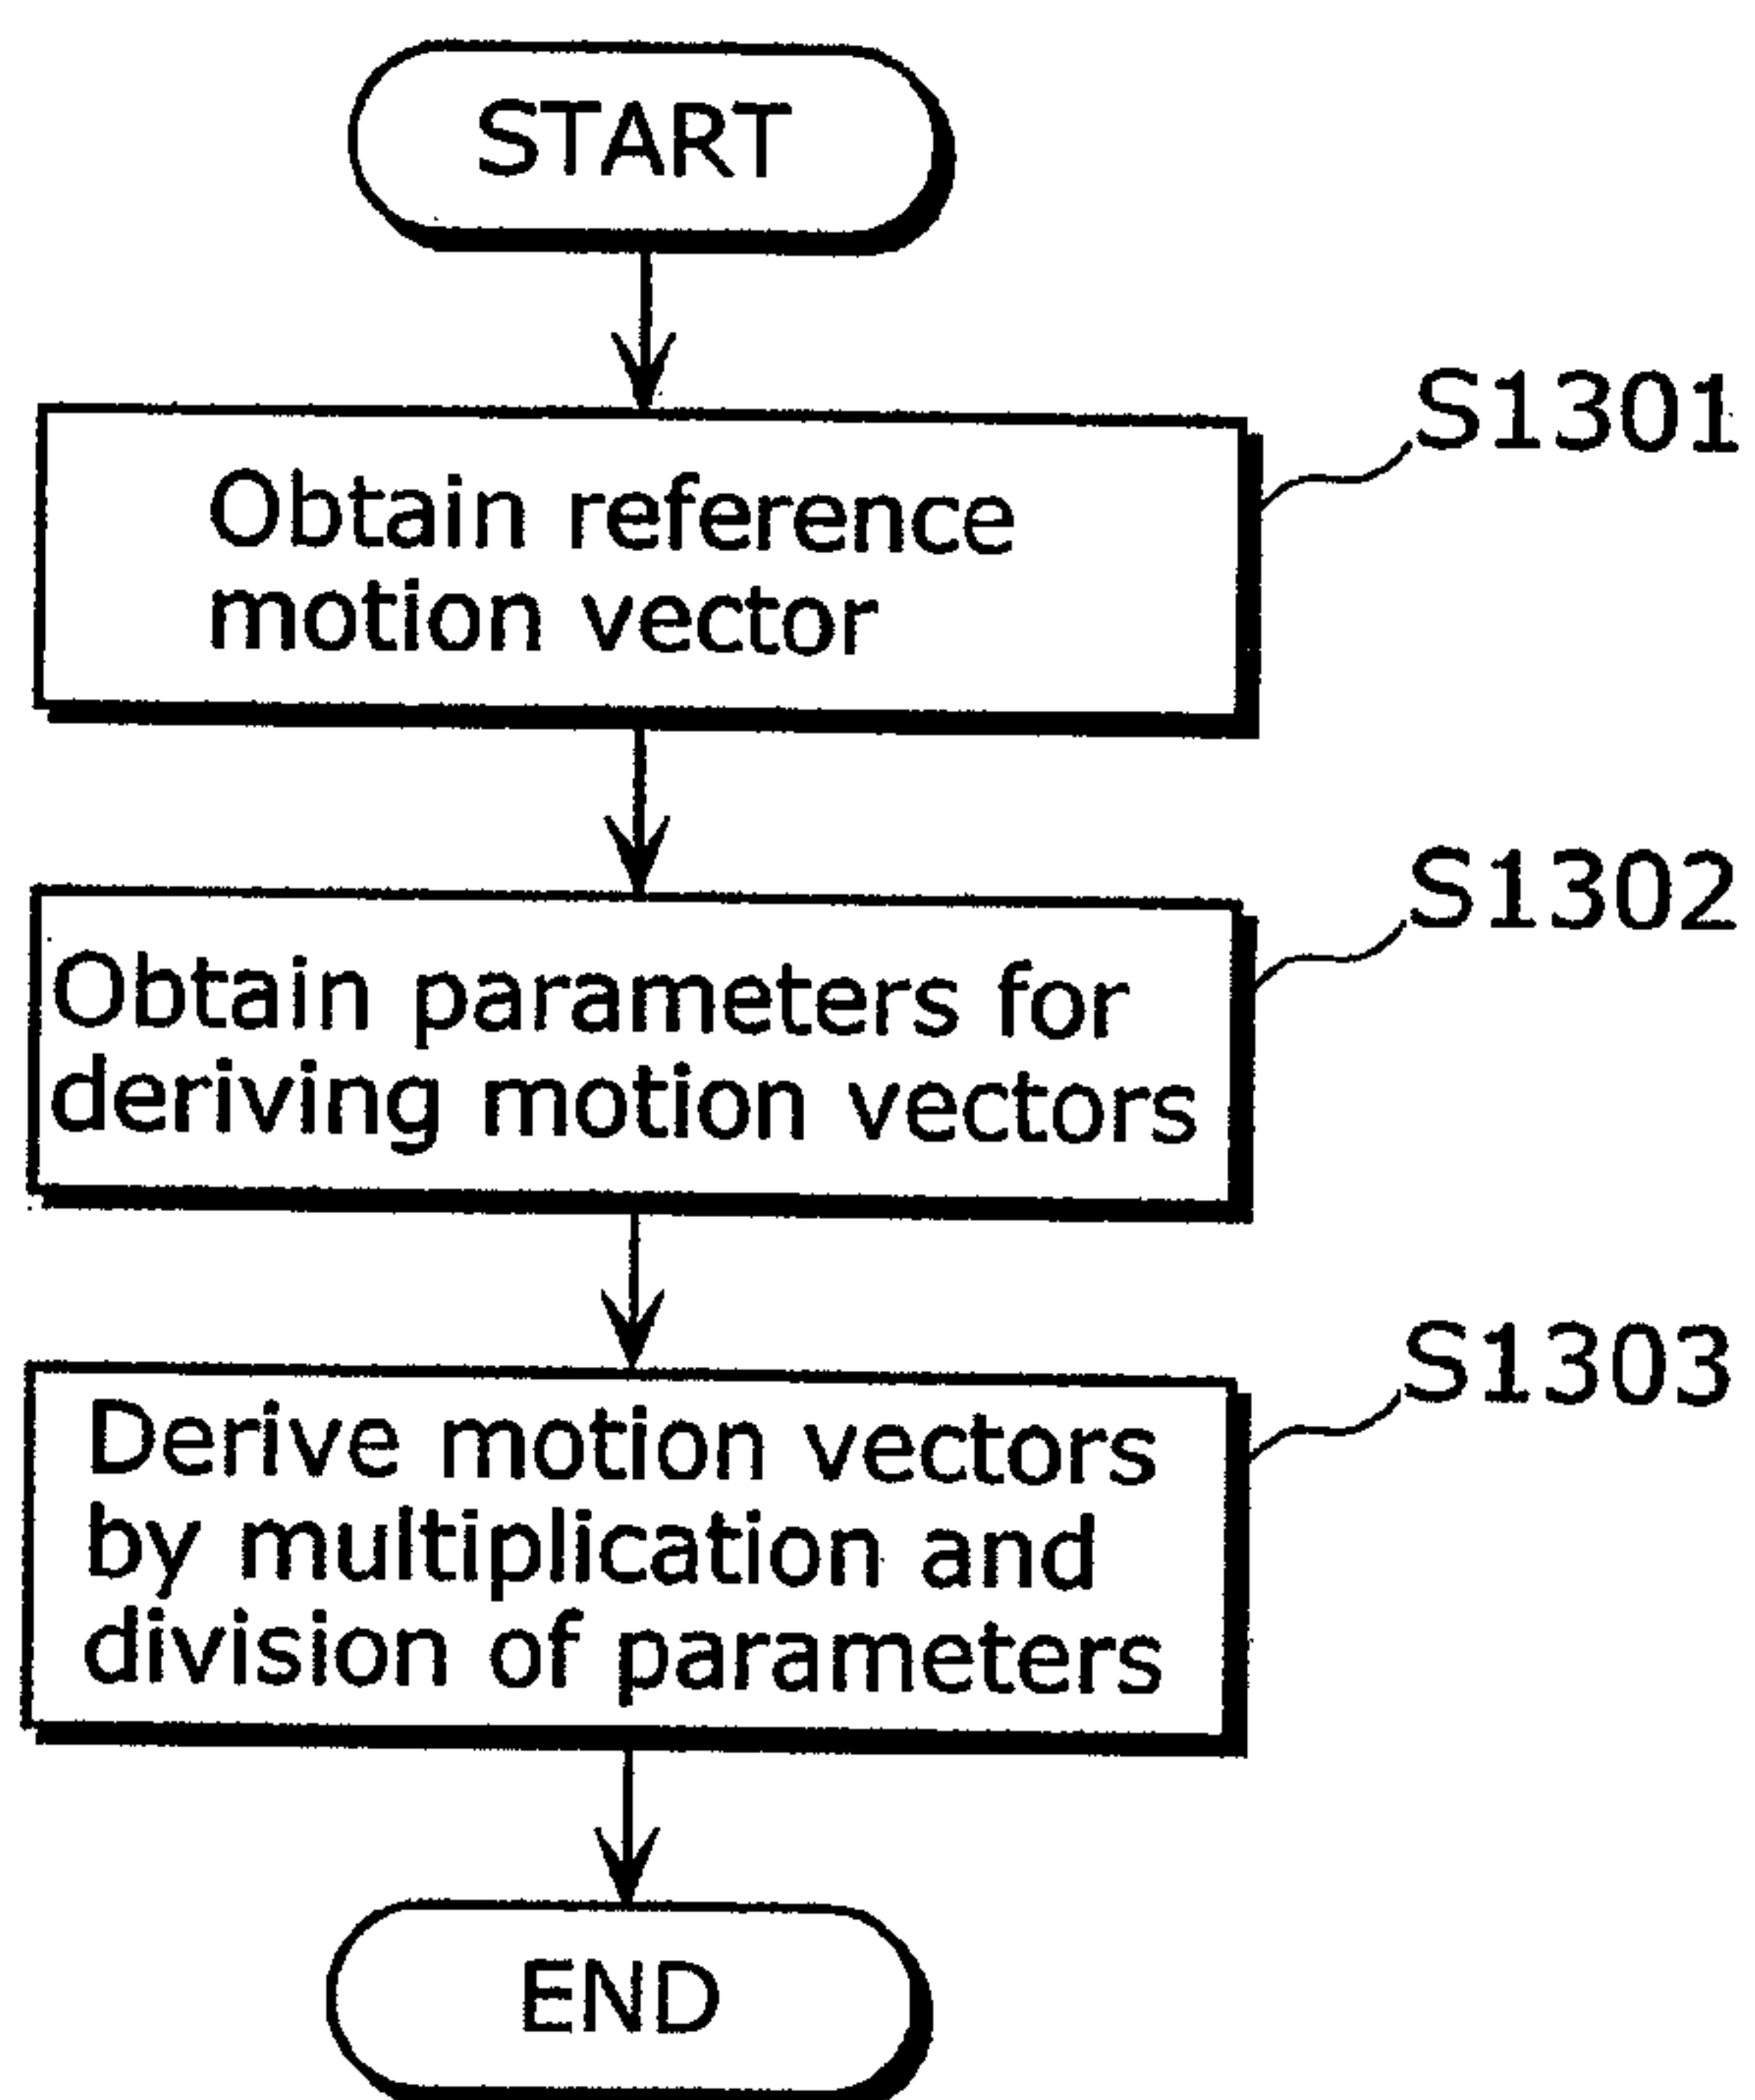 START
S1301
Obtain reference
motion vector
S1302
Obtain parameters for
deriving motion vectors
S1303
Derive motion vectors
by multiplication and
division of parameters
END